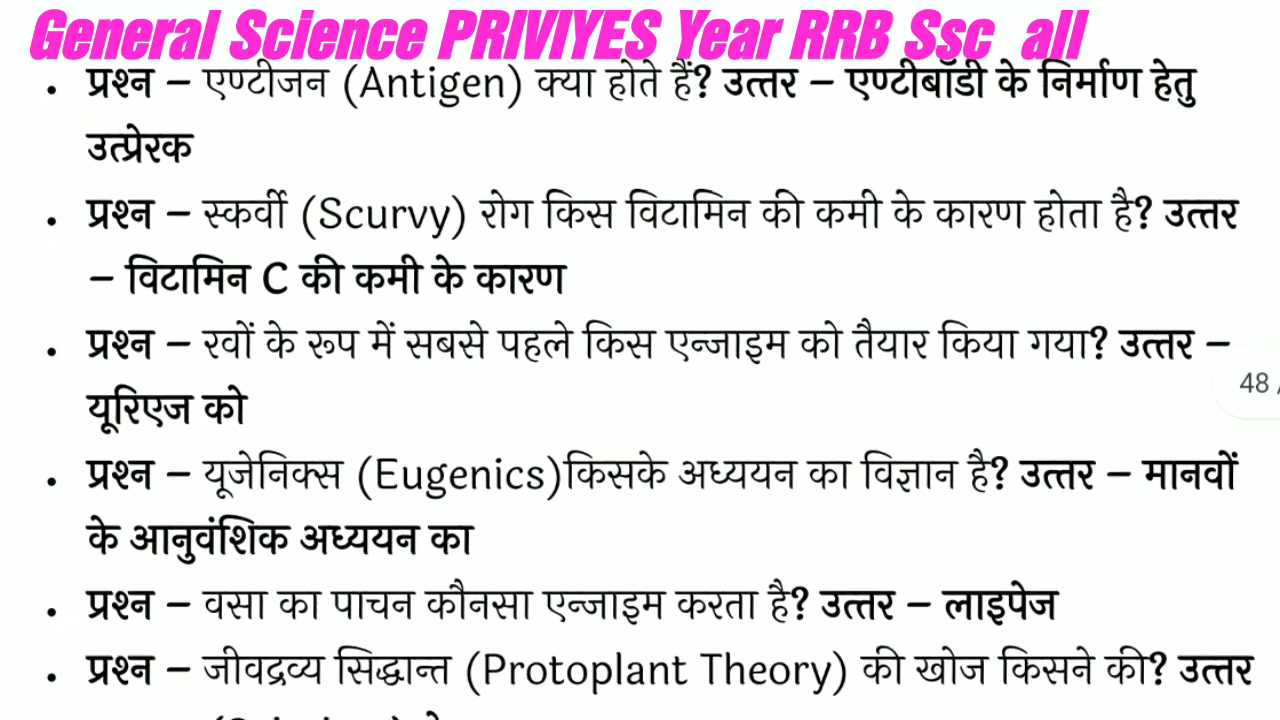 General Science PRIVIYES Year RRB Ssc all
• प्रश्न – एण्टीजन (Antigen) क्या होते हैं? उत्तर – एण्टीबॉडी के निर्माण हेतु
उत्प्रेरक
• प्रश्न – स्कर्वी (Scurvy) रोग किस विटामिन की कमी के कारण होता है? उत्तर
– विटामिन C की कमी के कारण
• प्रश्न – रवों के रूप में सबसे पहले किस एन्जाइम को तैयार किया गया? उत्तर –
48 /
यूरिएज को
• प्रश्न – यूजेनिक्स (Eugenics)किसके अध्ययन का विज्ञान है? उत्तर – मानवों
के आनुवंशिक अध्ययन का
• प्रश्न – वसा का पाचन कौनसा एन्जाइम करता है? उत्तर – लाइपेज
• प्रश्न – जीवद्रव्य सिद्धान्त (Protoplant Theory) की खोज किसने की? उत्तर